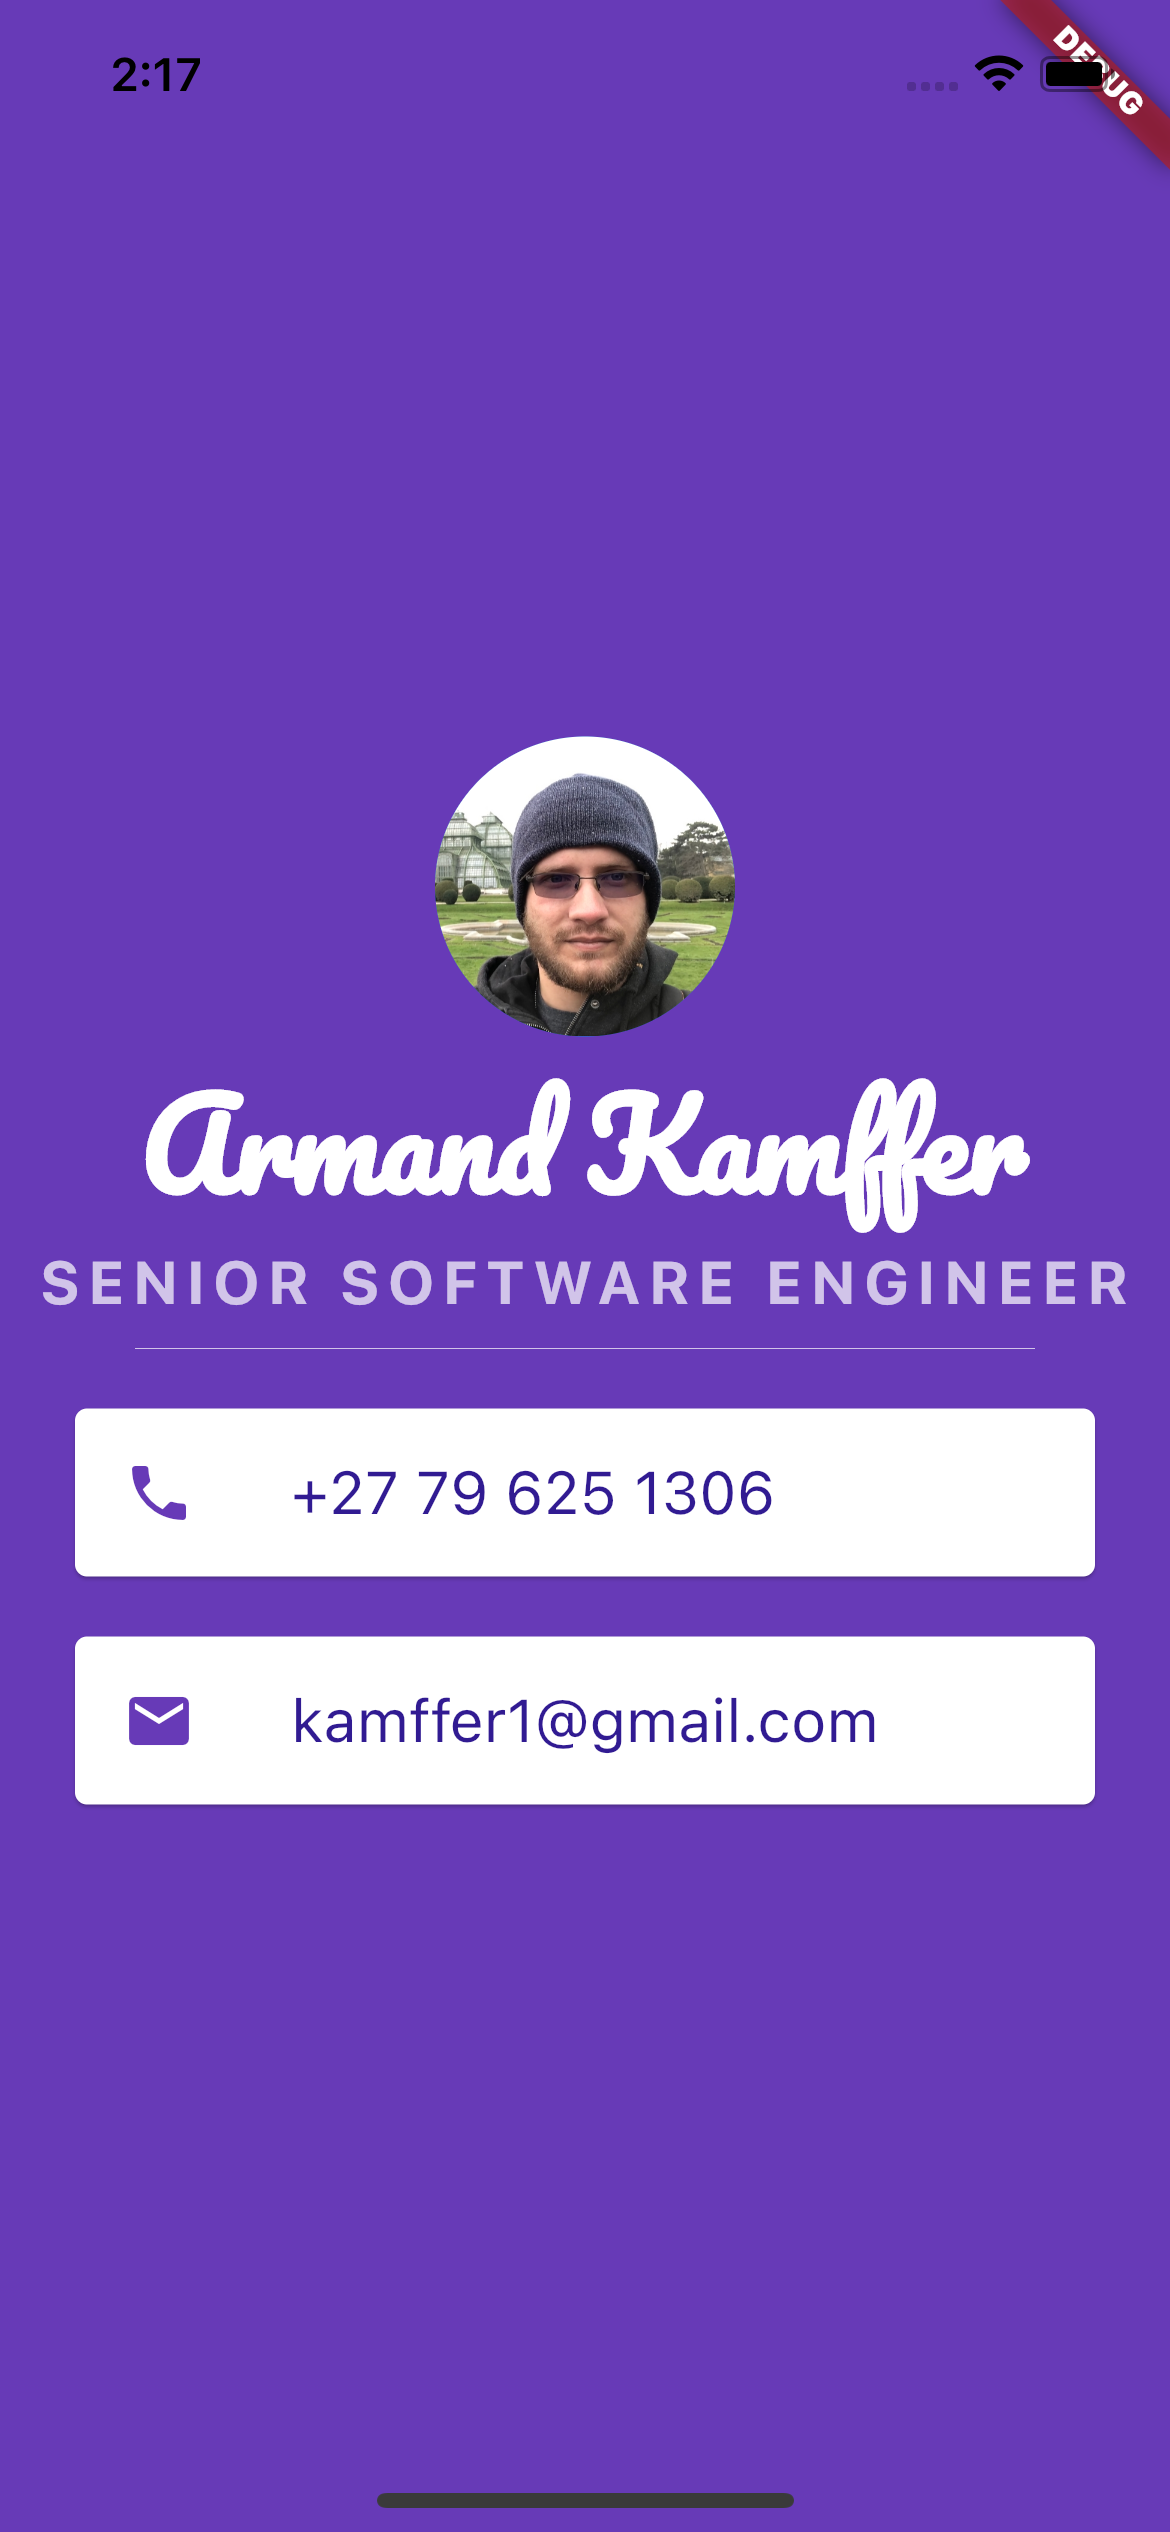 2:17
DEBUG
Armand Kamffer
SENIOR SOFTWARE ENGINEER
+27 79 625 1306
kamffer1@gmail.com